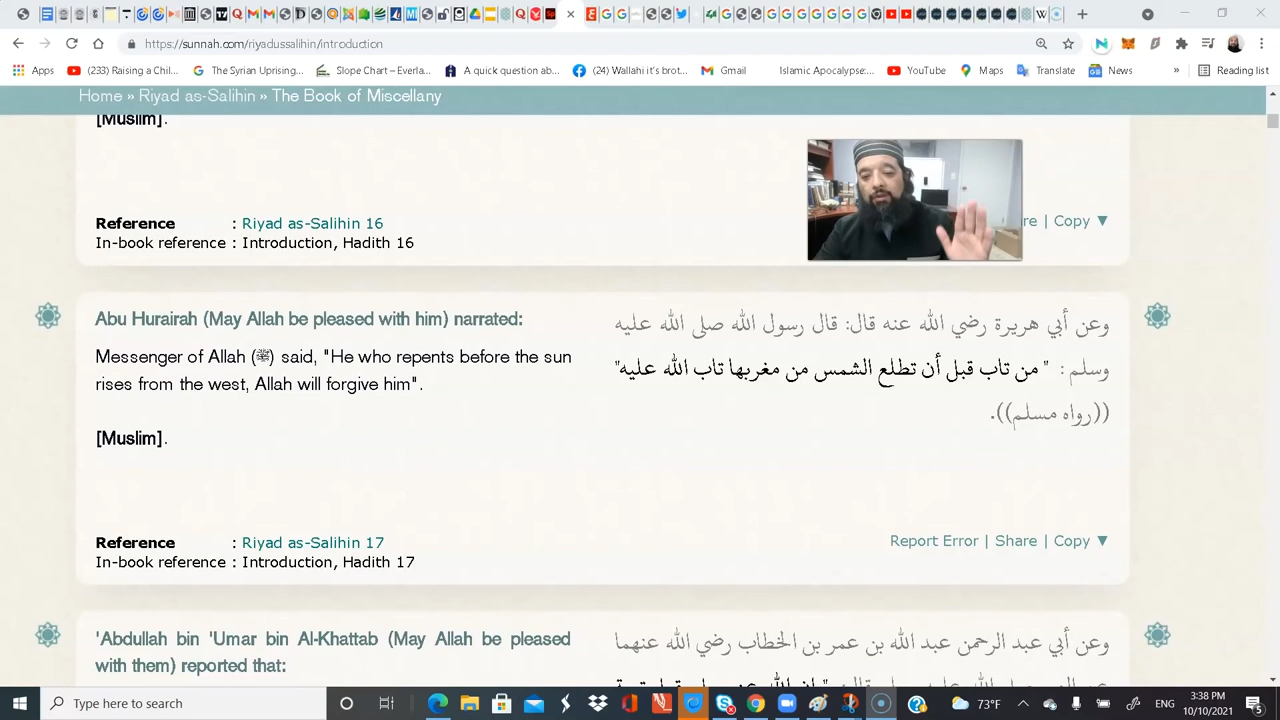 https://sunnah.com/riyadussalihin/introduction
Apps
(233) Raising a Chil...
The Syrian Uprising...
Slope Chart – Everla...
A quick question ab...
(24) Wallahi it's brot...
Gmail
Islamic Apocalypse:...
YouTube
Maps
Translate
News
»
Reading list
Home » Riyad as-Salihin » The Book of Miscellany
[Muslim].
Reference : Riyad as-Salihin 16
In-book reference : Introduction, Hadith 16
re | Copy ▼
Abu Hurairah (May Allah be pleased with him) narrated:
Messenger of Allah (ﷺ) said, "He who repents before the sun
rises from the west, Allah will forgive him".
[Muslim].
وعن أبي هريرة رضي الله عنه قال: قال رسول الله صلى الله عليه
وسلم : " من تاب قبل أن تطلع الشمس من مغربها تاب الله عليه"
((رواه مسلم)).
Reference : Riyad as-Salihin 17
In-book reference : Introduction, Hadith 17
Report Error | Share | Copy ▼
'Abdullah bin 'Umar bin Al-Khattab (May Allah be pleased
with them) reported that:
وعن أبي عبد الرحمن عبد الله بن عمر بن الخطاب رضي الله عنهما
Type here to search
73°F
ENG
3:38 PM
10/10/2021
5